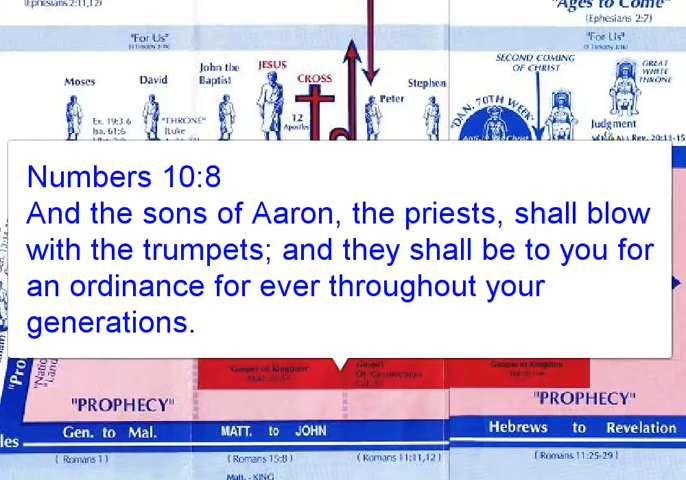 (Ephesians 2:11,12)
"Ages to Come"
(Ephesians 2:7)
"For Us"
"For Us"
SECOND COMING
OF CHRIST
GREAT
WHITE
THRONE
Moses
David
John the
Baptist
JESUS
CROSS
Peter
Stephen
"DAN. 70TH WEEK"
Ex. 19:3-6
Isa. 61:6
"THRONE"
(Luke
12
Apostles
Judgment
Rev. 20:11-15
Numbers 10:8
And the sons of Aaron, the priests, shall blow
with the trumpets; and they shall be to you for
an ordinance for ever throughout your
generations.
"Gospel of Kingdom"
Gospel
Of Circumcision
Gospel of Kingdom
"PROPHECY"
"PROPHECY"
Gen. to Mal.
MATT. to JOHN
Hebrews to Revelation
(Romans 1)
(Romans 15:8)
(Romans 11:11,12)
(Romans 11:25-29)
Matt. - KING